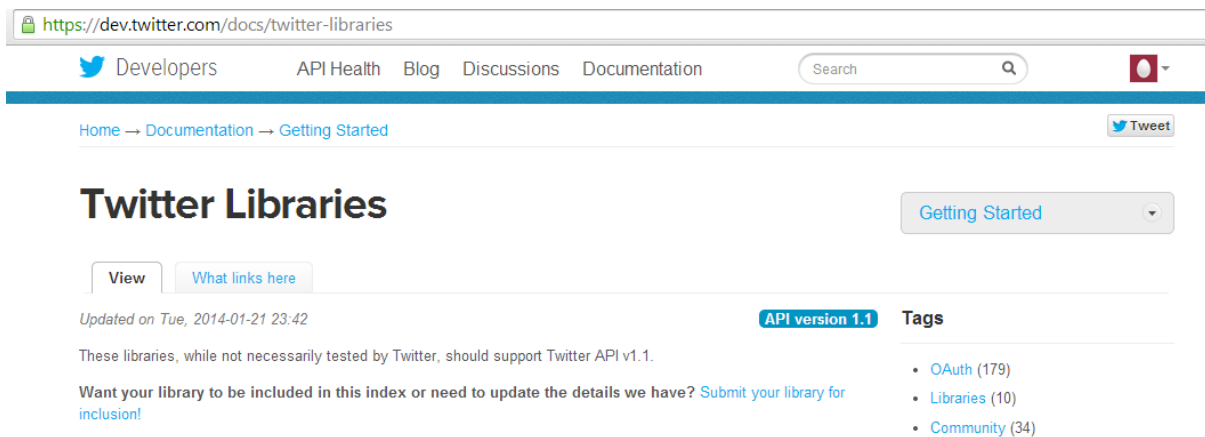 https://dev.twitter.com/docs/twitter-libraries
Developers API Health Blog Discussions Documentation Search
Home → Documentation → Getting Started Tweet
Twitter Libraries
Getting Started
View What links here
Updated on Tue, 2014-01-21 23:42 API version 1.1 Tags
These libraries, while not necessarily tested by Twitter, should support Twitter API v1.1.
• OAuth (179)
Want your library to be included in this index or need to update the details we have? Submit your library for
inclusion!
• Libraries (10)
• Community (34)